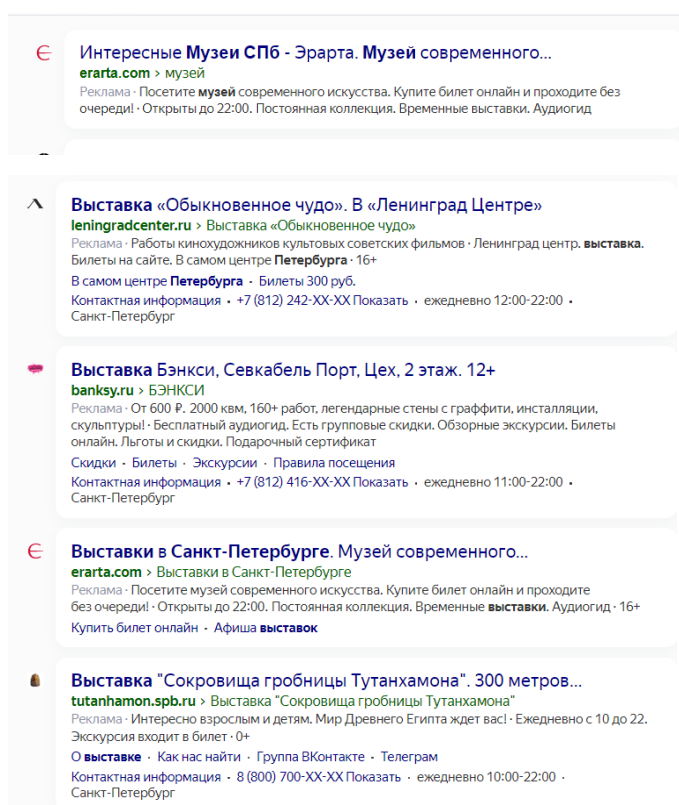 Интересные Музеи СПб - Эрарта. Музей современного...
erarta.com › музей
Реклама · Посетите музей современного искусства. Купите билет онлайн и проходите без
очереди! · Открыты до 22:00. Постоянная коллекция. Временные выставки. Аудиогид
Выставка «Обыкновенное чудо». В «Ленинград Центре»
leningradcenter.ru › Выставка «Обыкновенное чудо»
Реклама · Работы кинохудожников культовых советских фильмов · Ленинград центр. выставка.
Билеты на сайте. В самом центре Петербурга · 16+
В самом центре Петербурга · Билеты 300 руб.
Контактная информация · +7 (812) 242-XX-XX Показать · ежедневно 12:00-22:00 ·
Санкт-Петербург
Выставка Бэнкси, Севкабель Порт, Цех, 2 этаж. 12+
banksy.ru › БЭНКСИ
Реклама · От 600 ₽. 2000 квм, 160+ работ, легендарные стены с граффити, инсталляции,
скульптуры! · Бесплатный аудиогид. Есть групповые скидки. Обзорные экскурсии. Билеты
онлайн. Льготы и скидки. Подарочный сертификат
Скидки · Билеты · Экскурсии · Правила посещения
Контактная информация · +7 (812) 416-XX-XX Показать · ежедневно 11:00-22:00 ·
Санкт-Петербург
Выставки в Санкт-Петербурге. Музей современного...
erarta.com › Выставки в Санкт-Петербурге
Реклама · Посетите музей современного искусства. Купите билет онлайн и проходите
без очереди! · Открыты до 22:00. Постоянная коллекция. Временные выставки. Аудиогид · 16+
Купить билет онлайн · Афиша выставок
Выставка "Сокровища гробницы Тутанхамона". 300 метров...
tutanhamon.spb.ru › Выставка "Сокровища гробницы Тутанхамона"
Реклама · Интересно взрослым и детям. Мир Древнего Египта ждет вас! · Ежедневно с 10 до 22.
Экскурсия входит в билет · 0+
О выставке · Как нас найти · Группа ВКонтакте · Телеграм
Контактная информация · 8 (800) 700-XX-XX Показать · ежедневно 10:00-22:00 ·
Санкт-Петербург